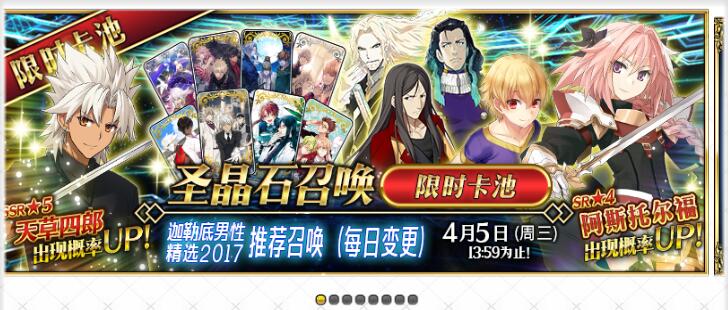 限时卡池
圣晶石召唤
限时卡池
SSR★5
天草四郎
出现概率UP!
迦勒底男性
精选2017
推荐召唤（每日变更）
4月5日(周三)
13:59为止!
SR★4
阿斯托尔福
出现概率UP!